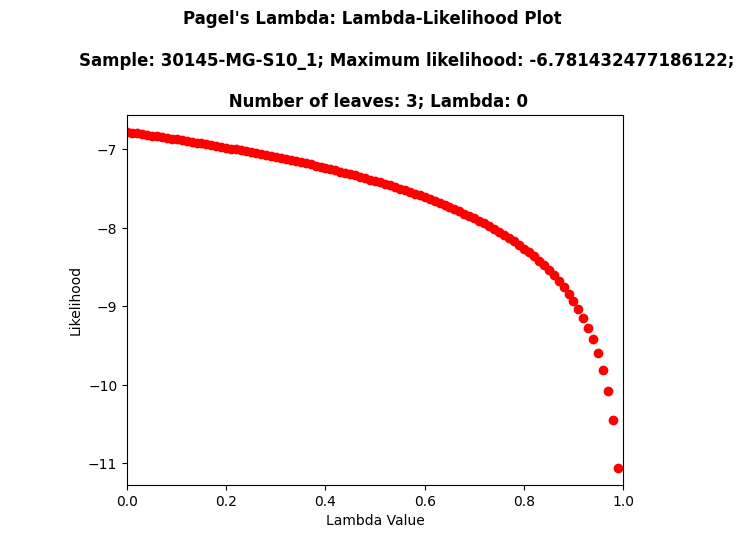 Pagel's Lambda: Lambda-Likelihood Plot
Sample: 30145-MG-S10_1; Maximum likelihood: -6.781432477186122;
Number of leaves: 3; Lambda: 0
−7
−8
−9
−10
−11
Likelihood
0.0 0.2 0.4 0.6 0.8 1.0
Lambda Value